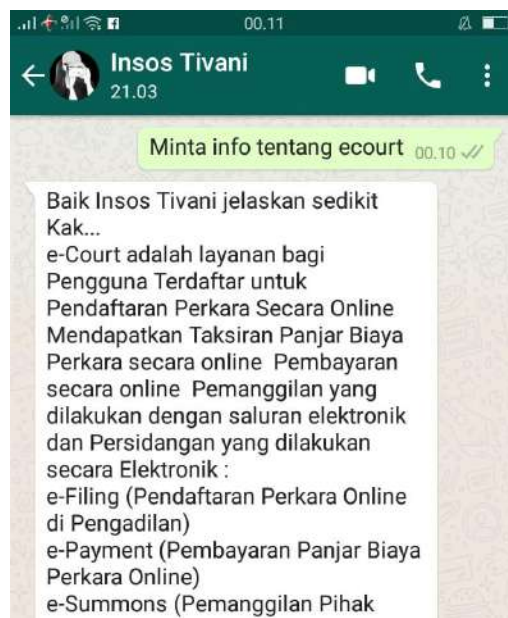 00.11
Insos Tivani
21.03
Minta info tentang ecourt 00.10
Baik Insos Tivani jelaskan sedikit
Kak...
e-Court adalah layanan bagi
Pengguna Terdaftar untuk
Pendaftaran Perkara Secara Online
Mendapatkan Taksiran Panjar Biaya
Perkara secara online  Pembayaran
secara online  Pemanggilan yang
dilakukan dengan saluran elektronik
dan Persidangan yang dilakukan
secara Elektronik :
e-Filing (Pendaftaran Perkara Online
di Pengadilan)
e-Payment (Pembayaran Panjar Biaya
Perkara Online)
e-Summons (Pemanggilan Pihak